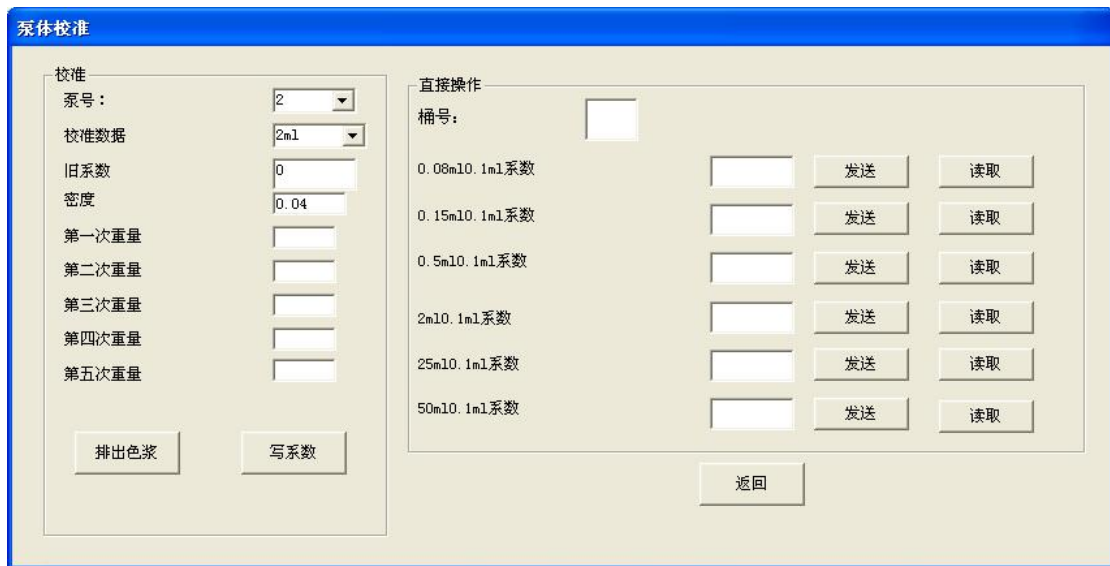 泵体校准
校准
泵号： 2
校准数据 2ml
旧系数 0
密度 0.04
第一次重量
第二次重量
第三次重量
第四次重量
第五次重量
排出色浆 写系数
直接操作
桶号：
0.08ml0.1ml系数 发送 读取
0.15ml0.1ml系数 发送 读取
0.5ml0.1ml系数 发送 读取
2ml0.1ml系数 发送 读取
25ml0.1ml系数 发送 读取
50ml0.1ml系数 发送 读取
返回